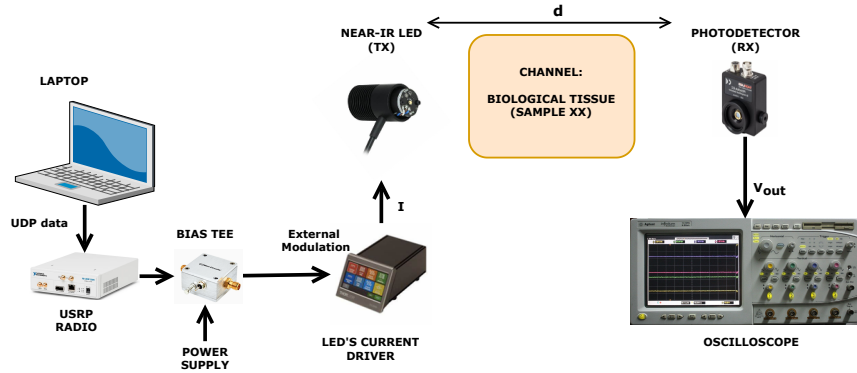 d
NEAR-IR LED
(TX)
PHOTODETECTOR
(RX)
CHANNEL:
BIOLOGICAL TISSUE
(SAMPLE XX)
LAPTOP
UDP data
BIAS TEE
External
Modulation
I
Vout
USRP
RADIO
POWER
SUPPLY
LED'S CURRENT
DRIVER
OSCILLOSCOPE